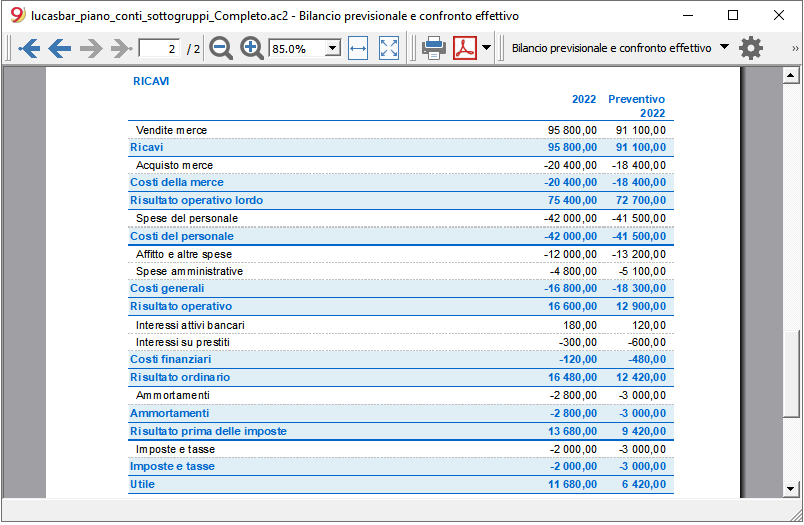 lucasbar_piano_conti_sottogruppi_Completo.ac2 - Bilancio previsionale e confronto effettivo
2 / 2 85.0% Bilancio previsionale e confronto effettivo
RICAVI
2022 Preventivo
2022
Vendite merce 95 800,00 91 100,00
Ricavi 95 800,00 91 100,00
Acquisto merce -20 400,00 -18 400,00
Costi della merce -20 400,00 -18 400,00
Risultato operativo lordo 75 400,00 72 700,00
Spese del personale -42 000,00 -41 500,00
Costi del personale -42 000,00 -41 500,00
Affitto e altre spese -12 000,00 -13 200,00
Spese amministrative -4 800,00 -5 100,00
Costi generali -16 800,00 -18 300,00
Risultato operativo 16 600,00 12 900,00
Interessi attivi bancari 180,00 120,00
Interessi su prestiti -300,00 -600,00
Costi finanziari -120,00 -480,00
Risultato ordinario 16 480,00 12 420,00
Ammortamenti -2 800,00 -3 000,00
Ammortamenti -2 800,00 -3 000,00
Risultato prima delle imposte 13 680,00 9 420,00
Imposte e tasse -2 000,00 -3 000,00
Imposte e tasse -2 000,00 -3 000,00
Utile 11 680,00 6 420,00